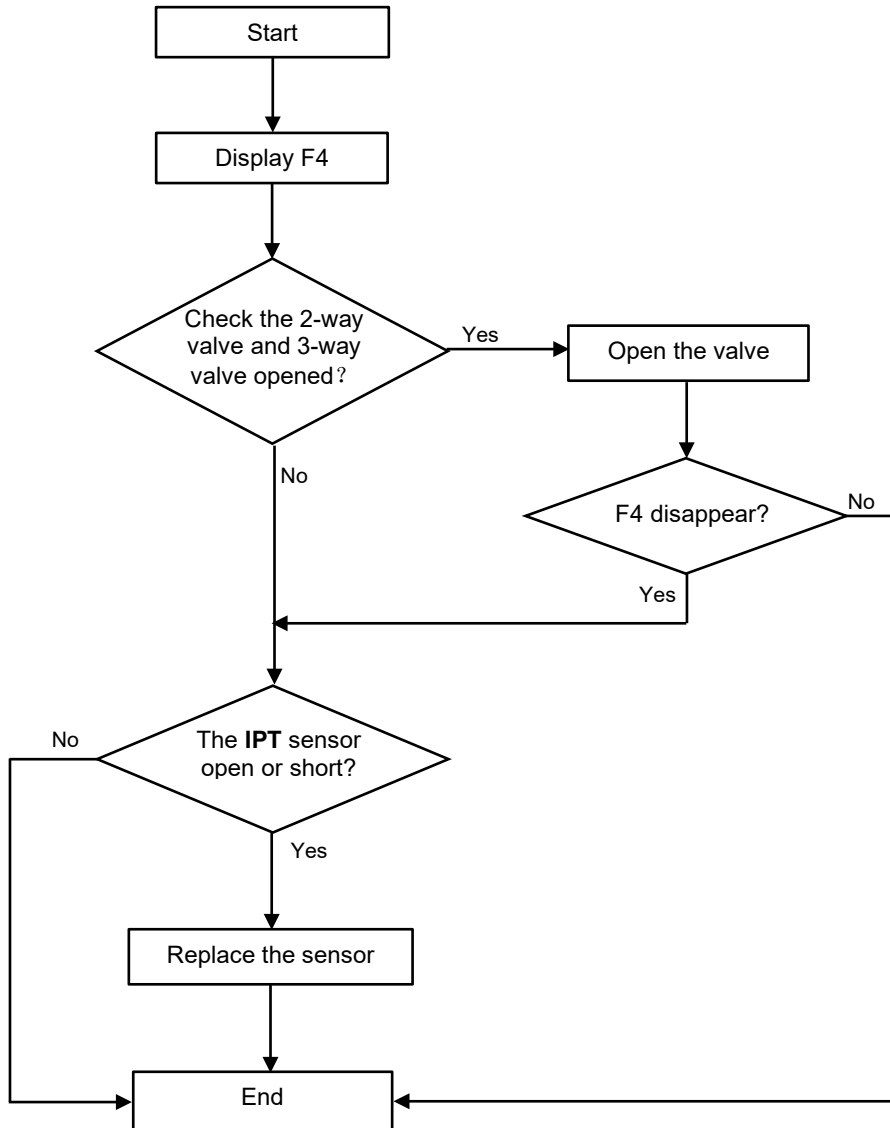 Start
Display F4
Check the 2-way
valve and 3-way
valve opened？
Yes
Open the valve
No
F4 disappear?
No
Yes
No
The IPT sensor
open or short?
Yes
Replace the sensor
End